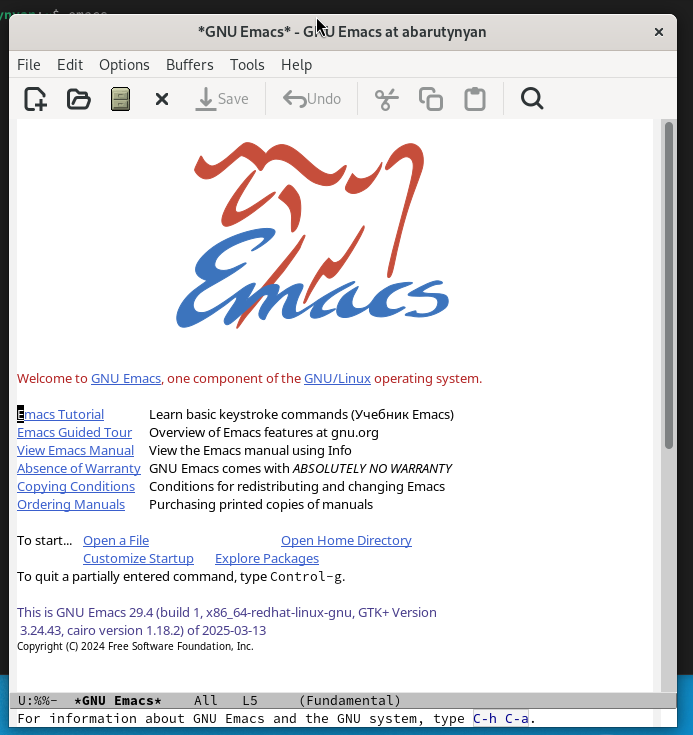 *GNU Emacs* - GNU Emacs at abarutynyan
File Edit Options Buffers Tools Help
Save Undo
Emacs
Welcome to GNU Emacs, one component of the GNU/Linux operating system.
Emacs Tutorial Learn basic keystroke commands (Учебник Emacs)
Emacs Guided Tour Overview of Emacs features at gnu.org
View Emacs Manual View the Emacs manual using Info
Absence of Warranty GNU Emacs comes with ABSOLUTELY NO WARRANTY
Copying Conditions Conditions for redistributing and changing Emacs
Ordering Manuals Purchasing printed copies of manuals
To start... Open a File Open Home Directory
Customize Startup Explore Packages
To quit a partially entered command, type Control-g.
This is GNU Emacs 29.4 (build 1, x86_64-redhat-linux-gnu, GTK+ Version
3.24.43, cairo version 1.18.2) of 2025-03-13
Copyright (C) 2024 Free Software Foundation, Inc.
U:%%- *GNU Emacs* All L5 (Fundamental)
For information about GNU Emacs and the GNU system, type C-h C-a.